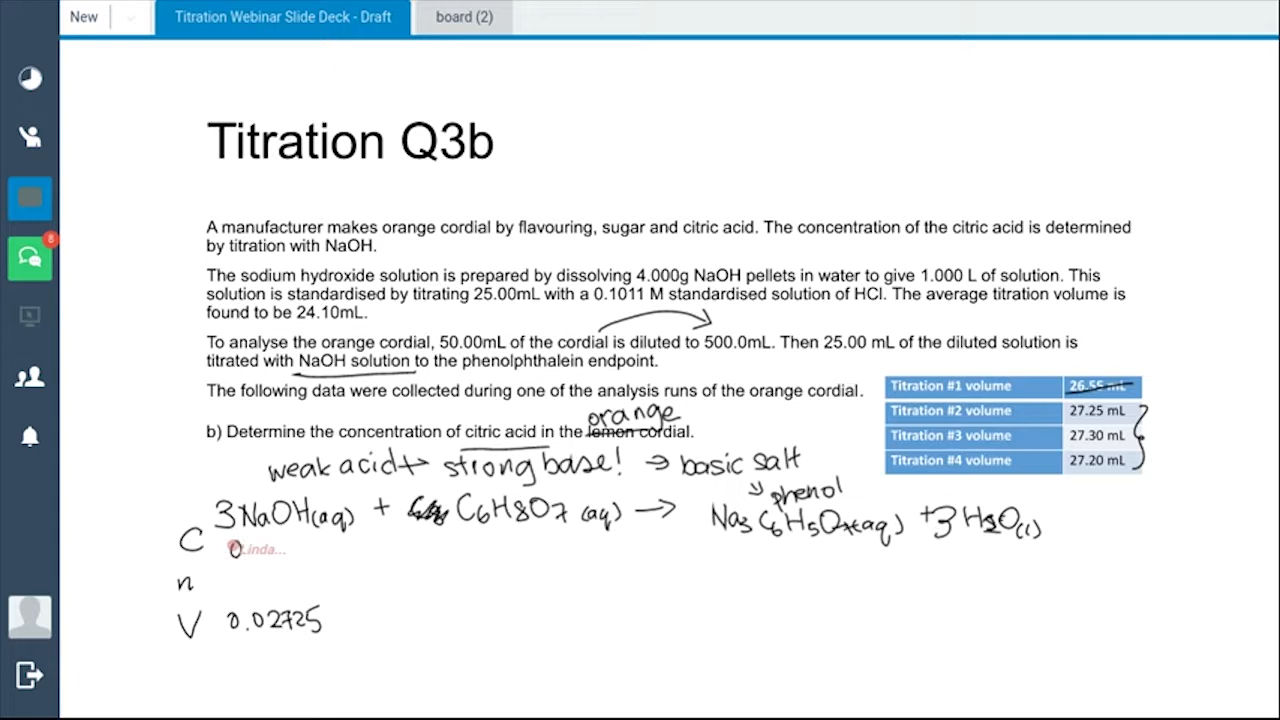 New
Titration Webinar Slide Deck - Draft
board (2)
8
Titration Q3b
A manufacturer makes orange cordial by flavouring, sugar and citric acid. The concentration of the citric acid is determined
by titration with NaOH.
The sodium hydroxide solution is prepared by dissolving 4.000g NaOH pellets in water to give 1.000 L of solution. This
solution is standardised by titrating 25.00mL with a 0.1011 M standardised solution of HCl. The average titration volume is
found to be 24.10mL.
To analyse the orange cordial, 50.00mL of the cordial is diluted to 500.0mL. Then 25.00 mL of the diluted solution is
titrated with NaOH solution to the phenolphthalein endpoint.
The following data were collected during one of the analysis runs of the orange cordial.
Titration #1 volume 26.55 mL
Titration #2 volume 27.25 mL
Titration #3 volume 27.30 mL
Titration #4 volume 27.20 mL
orange
b) Determine the concentration of citric acid in the lemon cordial.
weak acid + strong base! → basic salt
↓ phenol
3NaOH(aq) + C6H8O7 (aq) → Na3C6H5O7(aq) + 3H2O(l)
C 0
Linda...
n
V 0.02725